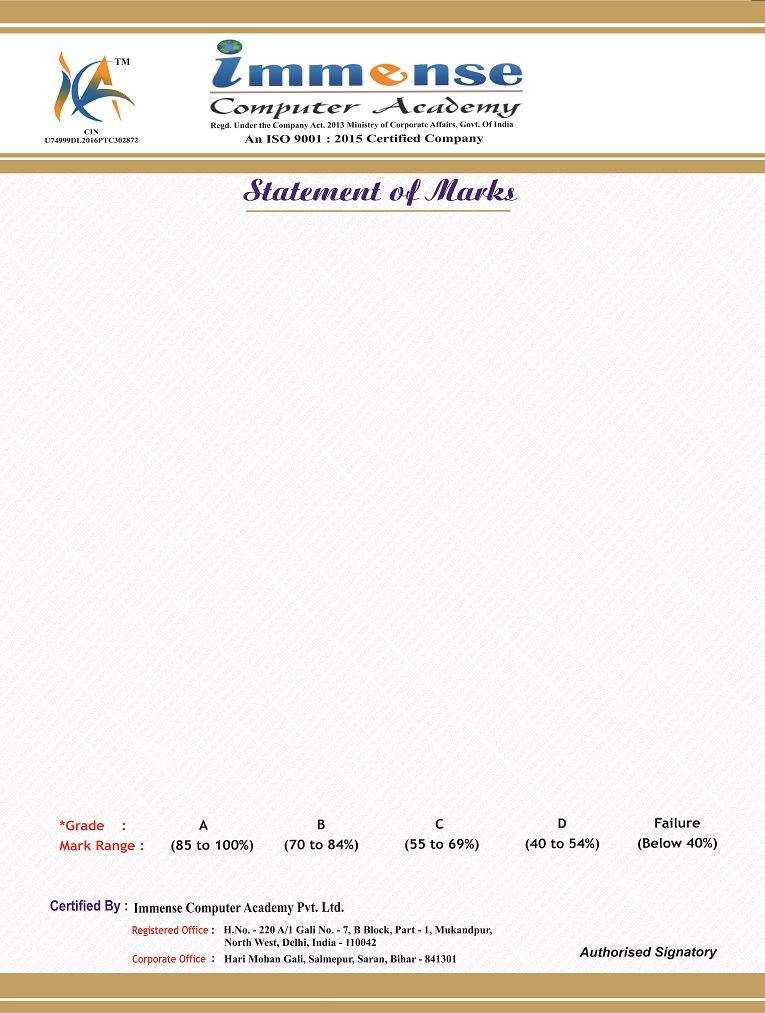 TM
CIN
U74999DL2016PTC302872
immense
Computer Academy
Regd. Under the Company Act. 2013 Ministry of Corporate Affairs, Govt. Of India
An ISO 9001 : 2015 Certified Company
Statement of Marks
*Grade : A B C D Failure
Mark Range : (85 to 100%) (70 to 84%) (55 to 69%) (40 to 54%) (Below 40%)
Certified By : Immense Computer Academy Pvt. Ltd.
Registered Office : H.No. - 220 A/1 Gali No. - 7, B Block, Part - 1, Mukandpur,
North West, Delhi, India - 110042
Corporate Office : Hari Mohan Gali, Salmepur, Saran, Bihar - 841301
Authorised Signatory